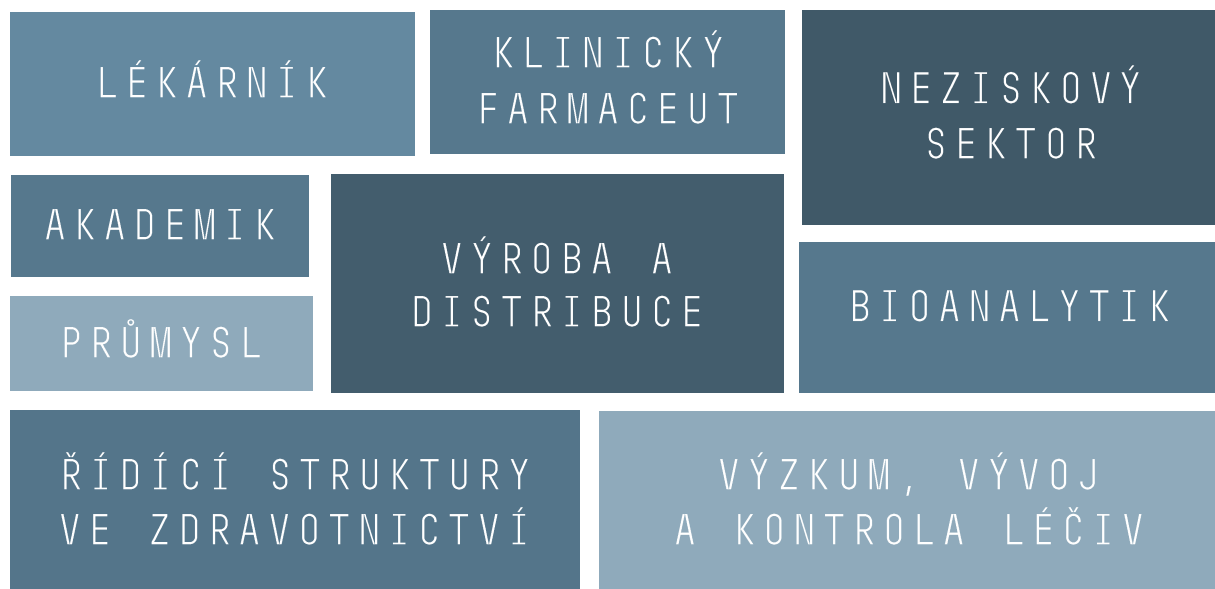 LÉKÁRNÍK
KLINICKÝ
FARMACEUT
NEZISKOVÝ
SEKTOR
AKADEMIK
VÝROBA A
DISTRIBUCE
BIOANALYTIK
PRŮMYSL
ŘÍDÍCÍ STRUKTURY
VE ZDRAVOTNICTVÍ
VÝZKUM, VÝVOJ
A KONTROLA LÉČIV